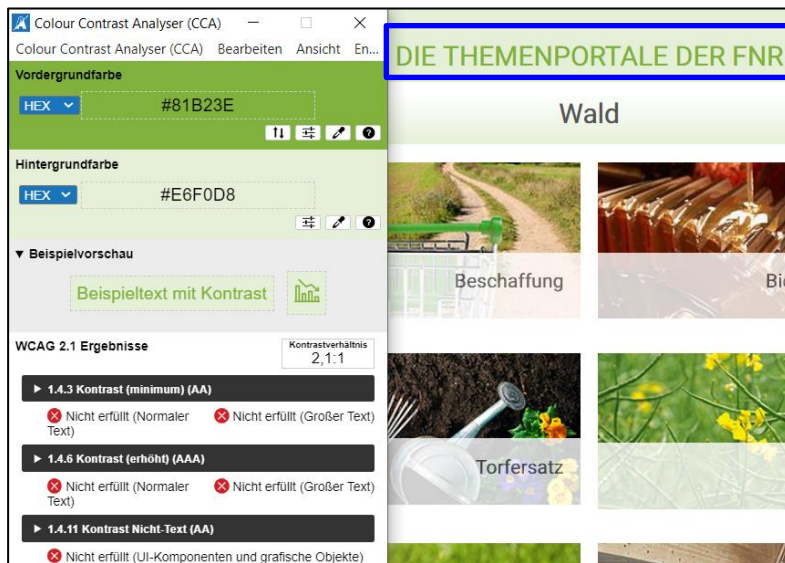 Colour Contrast Analyser (CCA)
Colour Contrast Analyser (CCA) Bearbeiten Ansicht En...
Vordergrundfarbe
HEX #81B23E
Hintergrundfarbe
HEX #E6F0D8
▼ Beispielvorschau
Beispieltext mit Kontrast
WCAG 2.1 Ergebnisse
Kontrastverhältnis
2,1:1
► 1.4.3 Kontrast (minimum) (AA)
Nicht erfüllt (Normaler
Text)
Nicht erfüllt (Großer Text)
► 1.4.6 Kontrast (erhöht) (AAA)
Nicht erfüllt (Normaler
Text)
Nicht erfüllt (Großer Text)
► 1.4.11 Kontrast Nicht-Text (AA)
Nicht erfüllt (UI-Komponenten und grafische Objekte)
DIE THEMENPORTALE DER FNR
Wald
Beschaffung
Torfersatz